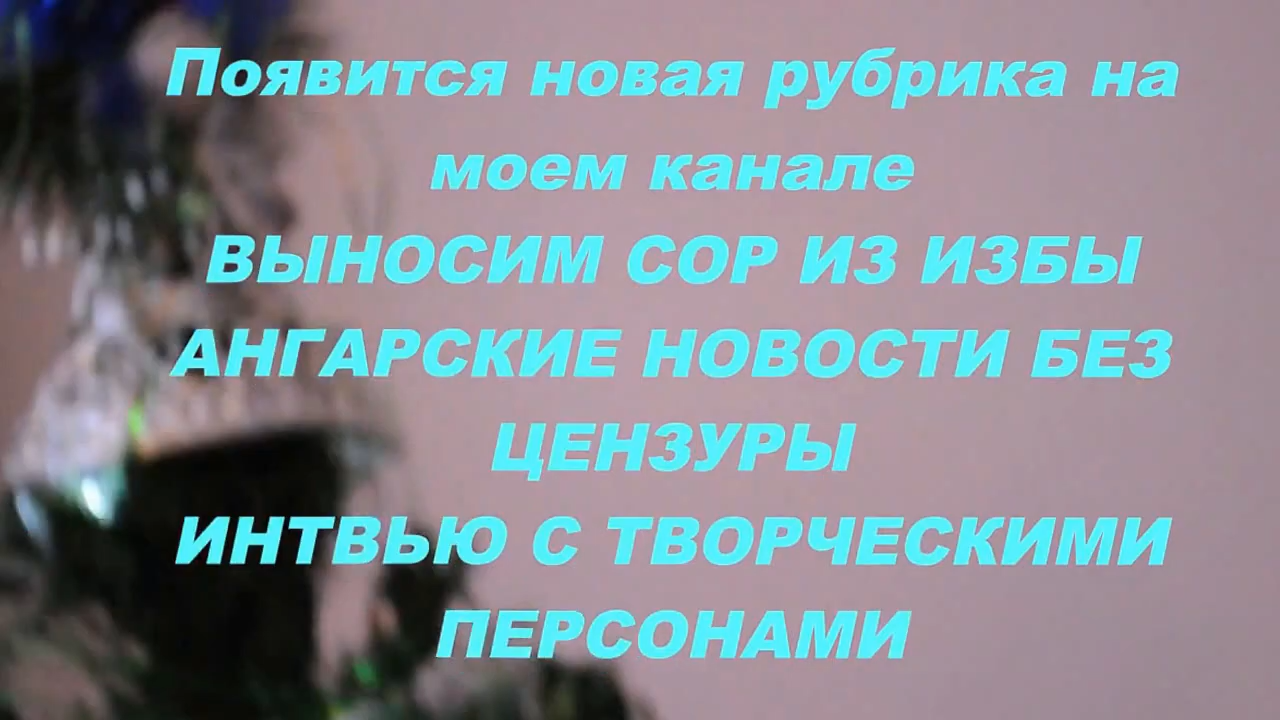 Появится новая рубрика на
моем канале
ВЫНОСИМ СОР ИЗ ИЗБЫ
АНГАРСКИЕ НОВОСТИ БЕЗ
ЦЕНЗУРЫ
ИНТВЬЮ С ТВОРЧЕСКИМИ
ПЕРСОНАМИ